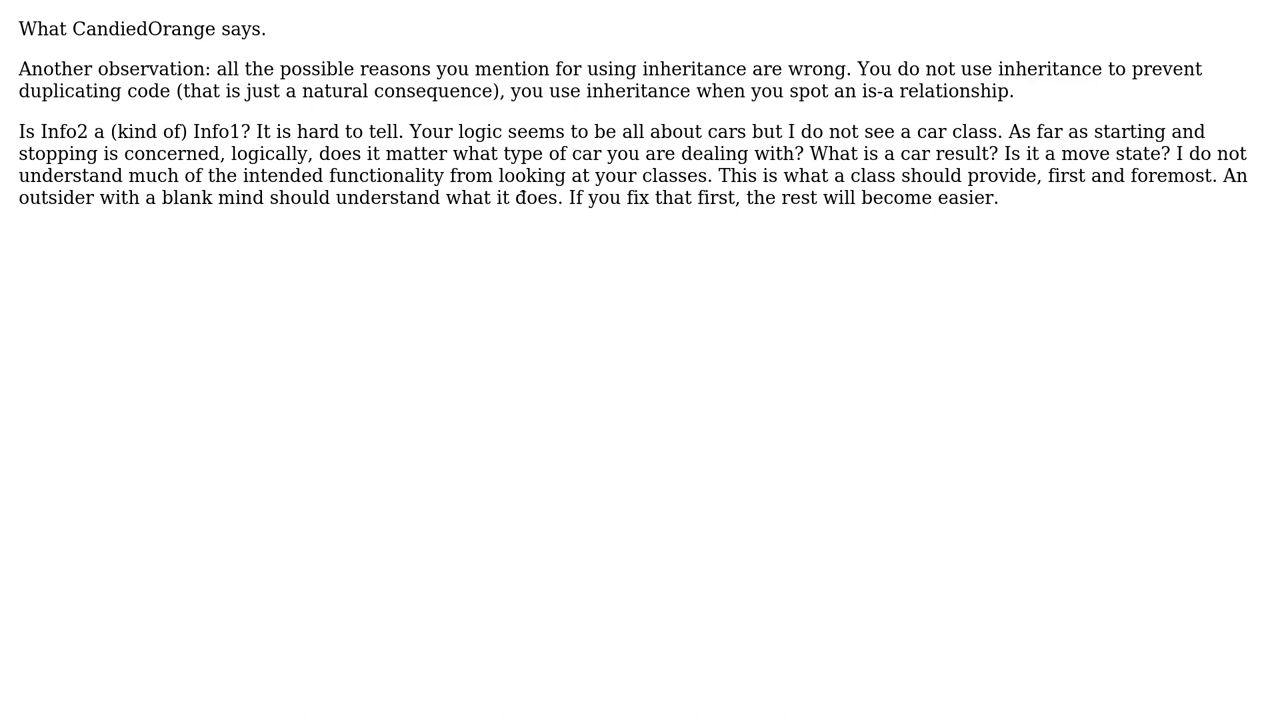 What CandiedOrange says.
Another observation: all the possible reasons you mention for using inheritance are wrong. You do not use inheritance to prevent
duplicating code (that is just a natural consequence), you use inheritance when you spot an is-a relationship.
Is Info2 a (kind of) Info1? It is hard to tell. Your logic seems to be all about cars but I do not see a car class. As far as starting and
stopping is concerned, logically, does it matter what type of car you are dealing with? What is a car result? Is it a move state? I do not
understand much of the intended functionality from looking at your classes. This is what a class should provide, first and foremost. An
outsider with a blank mind should understand what it đoes. If you fix that first, the rest will become easier.